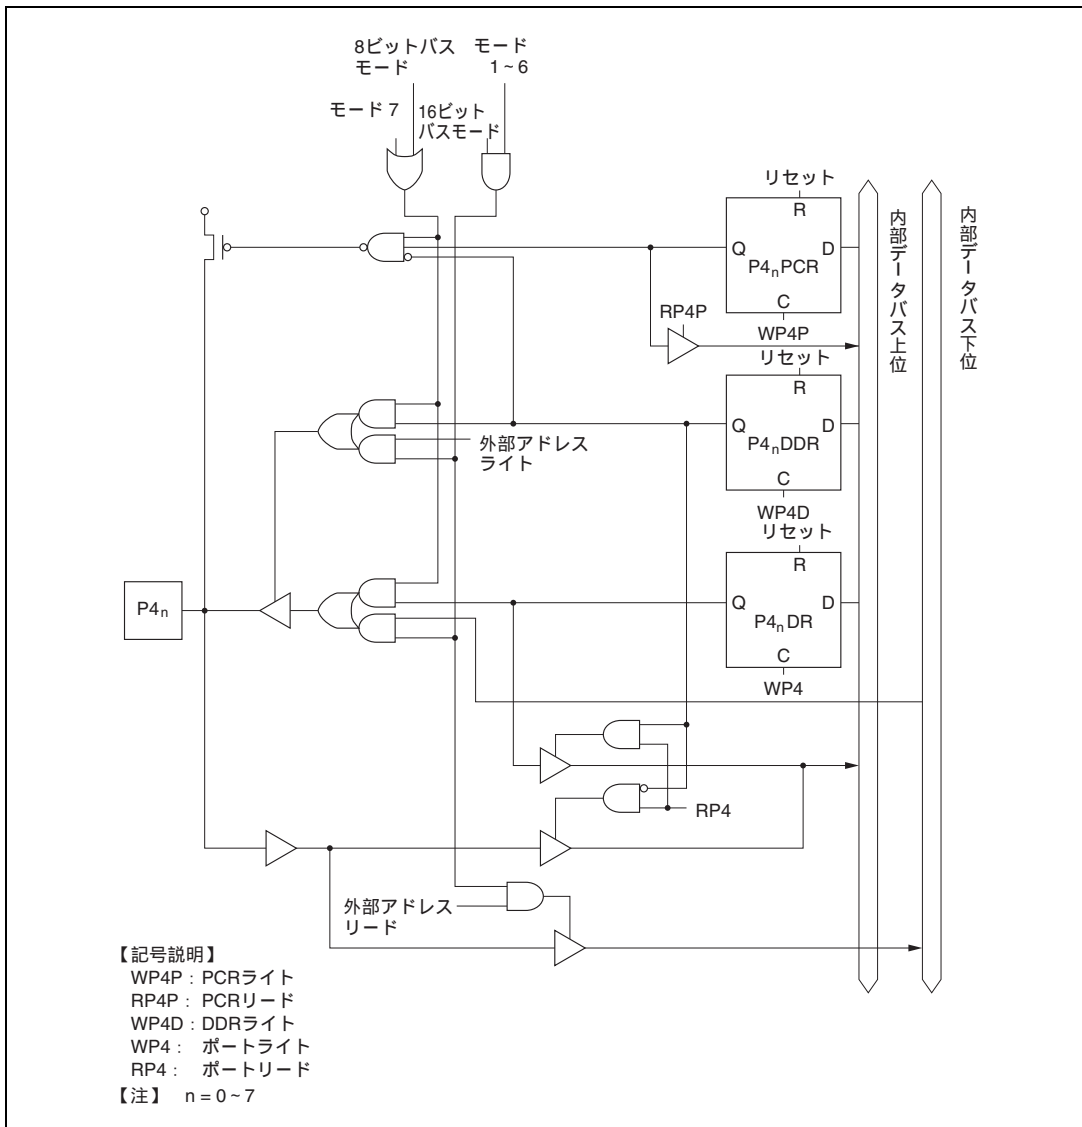 8ビットバス
モード
モード
1~6
モード 7
16ビット
バスモード
リセット
R
Q
D
P4nPCR
C
WP4P
RP4P
リセット
R
Q
D
P4nDDR
C
WP4D
外部アドレス
ライト
リセット
R
Q
D
P4n DR
C
WP4
P4n
内部データバス上位
内部データバス下位
RP4
外部アドレス
リード
【記号説明】
WP4P : PCRライト
RP4P : PCRリード
WP4D : DDRライト
WP4 : ポートライト
RP4 : ポートリード
【注】 n = 0~7